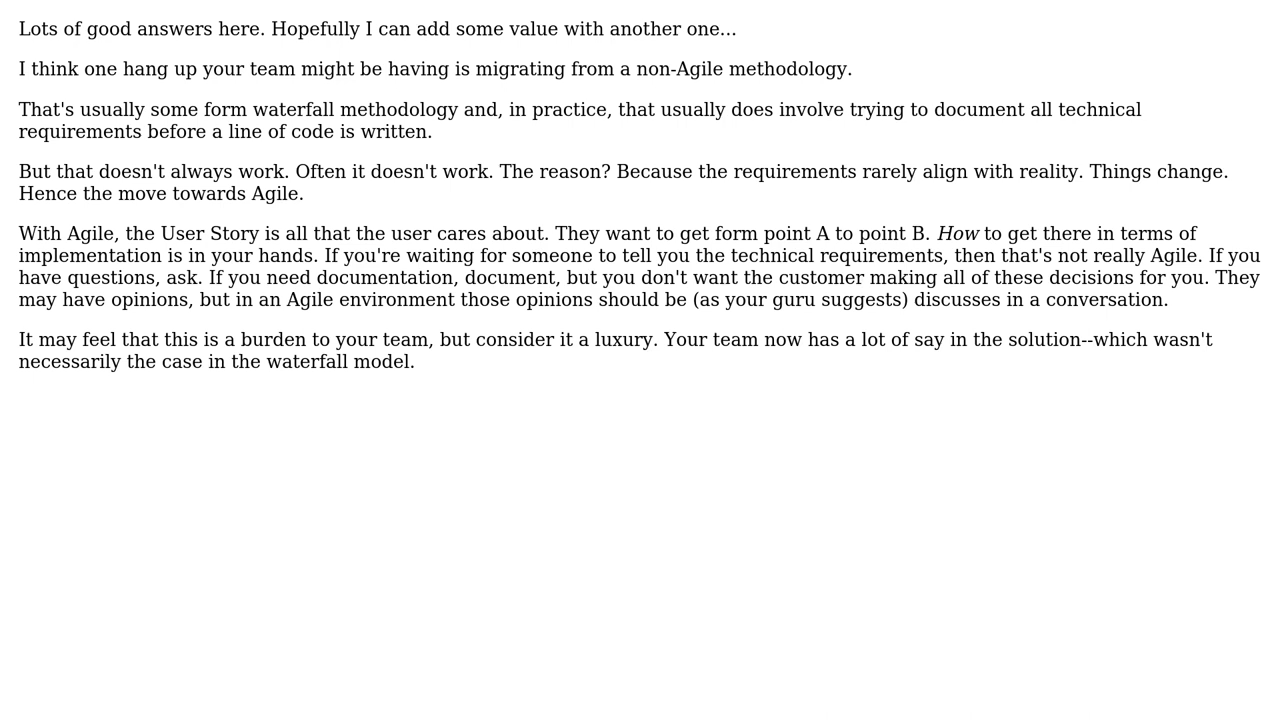 Lots of good answers here. Hopefully I can add some value with another one...
I think one hang up your team might be having is migrating from a non-Agile methodology.
That's usually some form waterfall methodology and, in practice, that usually does involve trying to document all technical
requirements before a line of code is written.
But that doesn't always work. Often it doesn't work. The reason? Because the requirements rarely align with reality. Things change.
Hence the move towards Agile.
With Agile, the User Story is all that the user cares about. They want to get form point A to point B. How to get there in terms of
implementation is in your hands. If you're waiting for someone to tell you the technical requirements, then that's not really Agile. If you
have questions, ask. If you need documentation, document, but you don't want the customer making all of these decisions for you. They
may have opinions, but in an Agile environment those opinions should be (as your guru suggests) discusses in a conversation.
It may feel that this is a burden to your team, but consider it a luxury. Your team now has a lot of say in the solution--which wasn't
necessarily the case in the waterfall model.